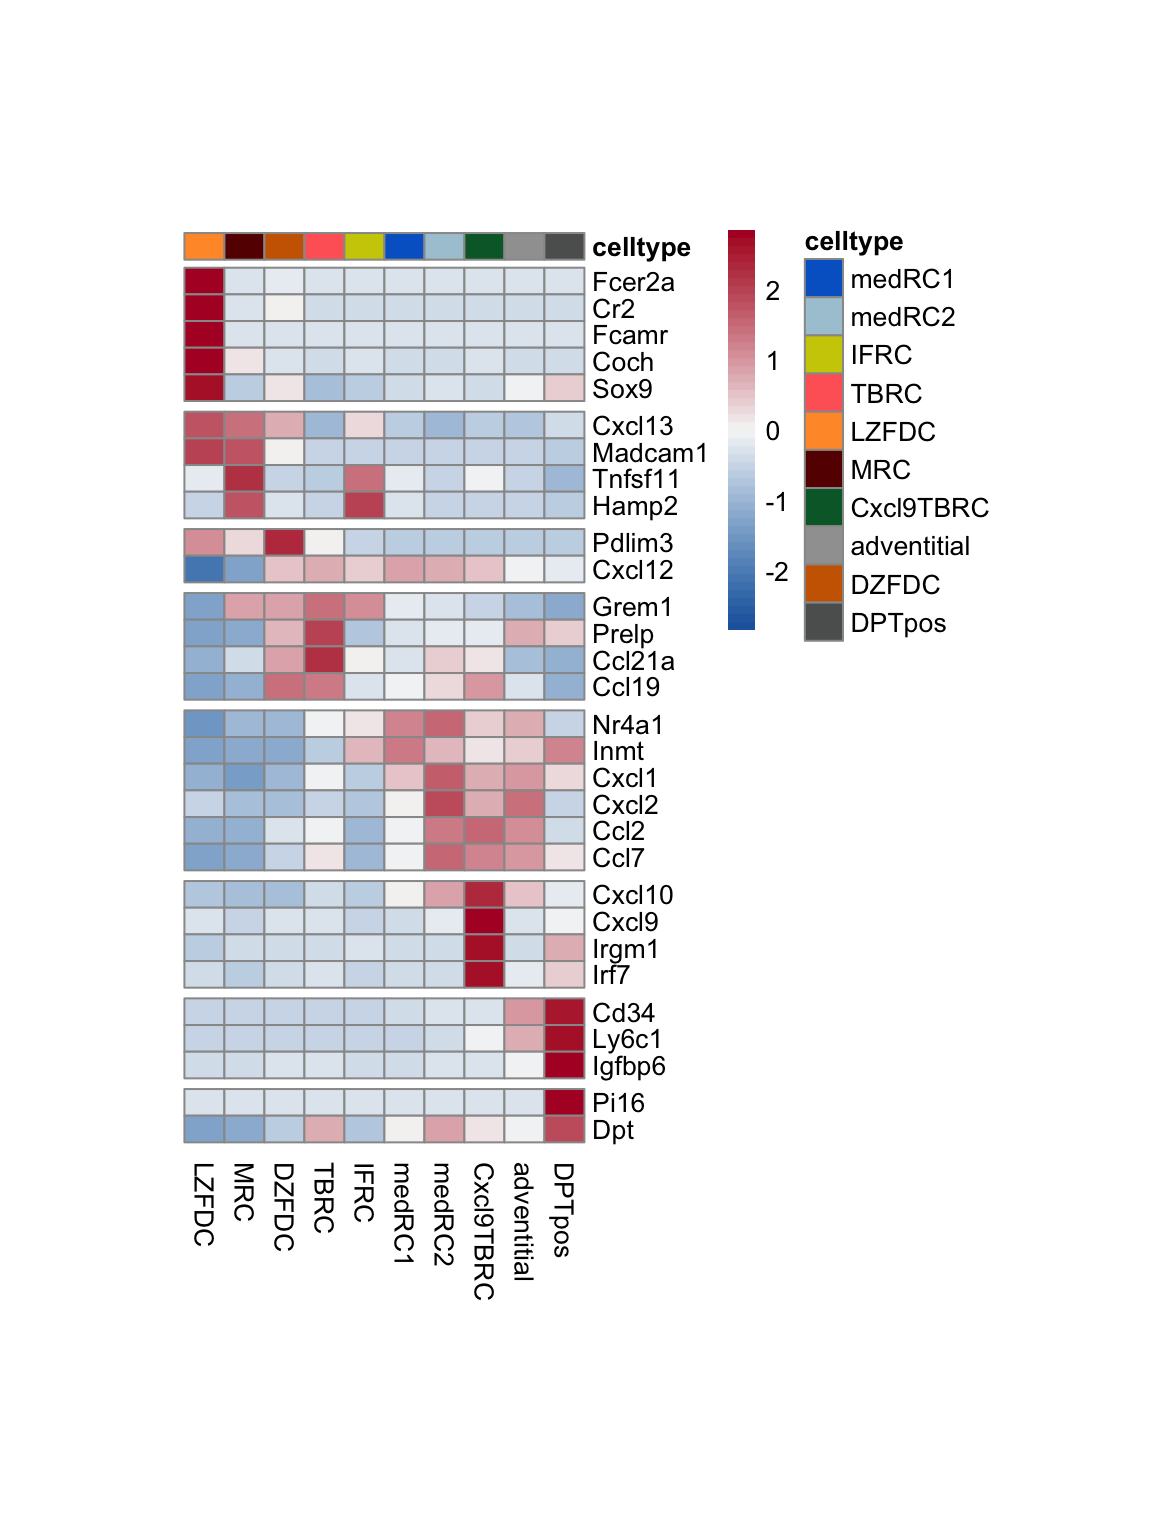 celltype
Fcer2a
Cr2
Fcamr
Coch
Sox9
Cxcl13
Madcam1
Tnfsf11
Hamp2
Pdlim3
Cxcl12
Grem1
Prelp
Ccl21a
Ccl19
Nr4a1
Inmt
Cxcl1
Cxcl2
Ccl2
Ccl7
Cxcl10
Cxcl9
Irgm1
Irf7
Cd34
Ly6c1
Igfbp6
Pi16
Dpt
LZFDC
MRC
DZFDC
TBRC
IFRC
medRC1
medRC2
Cxcl9TBRC
adventitial
DPTpos
2
1
0
-1
-2
celltype
medRC1
medRC2
IFRC
TBRC
LZFDC
MRC
Cxcl9TBRC
adventitial
DZFDC
DPTpos